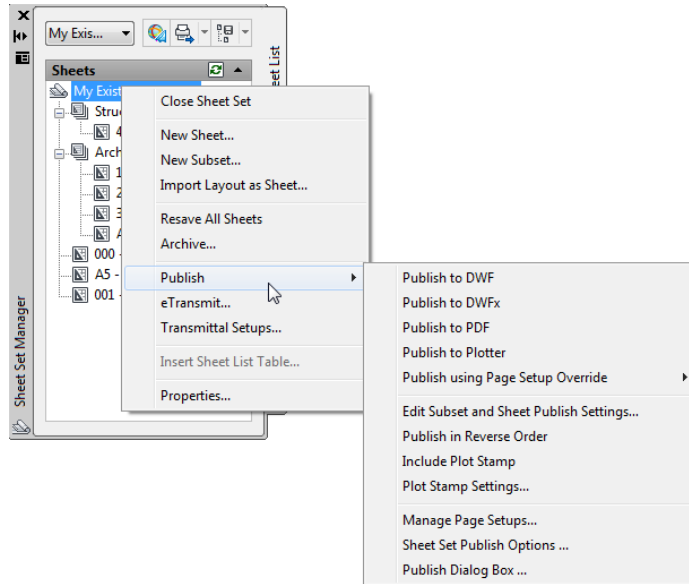 My Exis...
Sheets
My Exist
Struc
4
Arch
1
2
3
A
000 -
A5 -
001 -
Sheet Set Manager
Sheet List
Close Sheet Set
New Sheet...
New Subset...
Import Layout as Sheet...
Resave All Sheets
Archive...
Publish
eTransmit...
Transmittal Setups...
Insert Sheet List Table...
Properties...
Publish to DWF
Publish to DWFx
Publish to PDF
Publish to Plotter
Publish using Page Setup Override
Edit Subset and Sheet Publish Settings...
Publish in Reverse Order
Include Plot Stamp
Plot Stamp Settings...
Manage Page Setups...
Sheet Set Publish Options ...
Publish Dialog Box ...